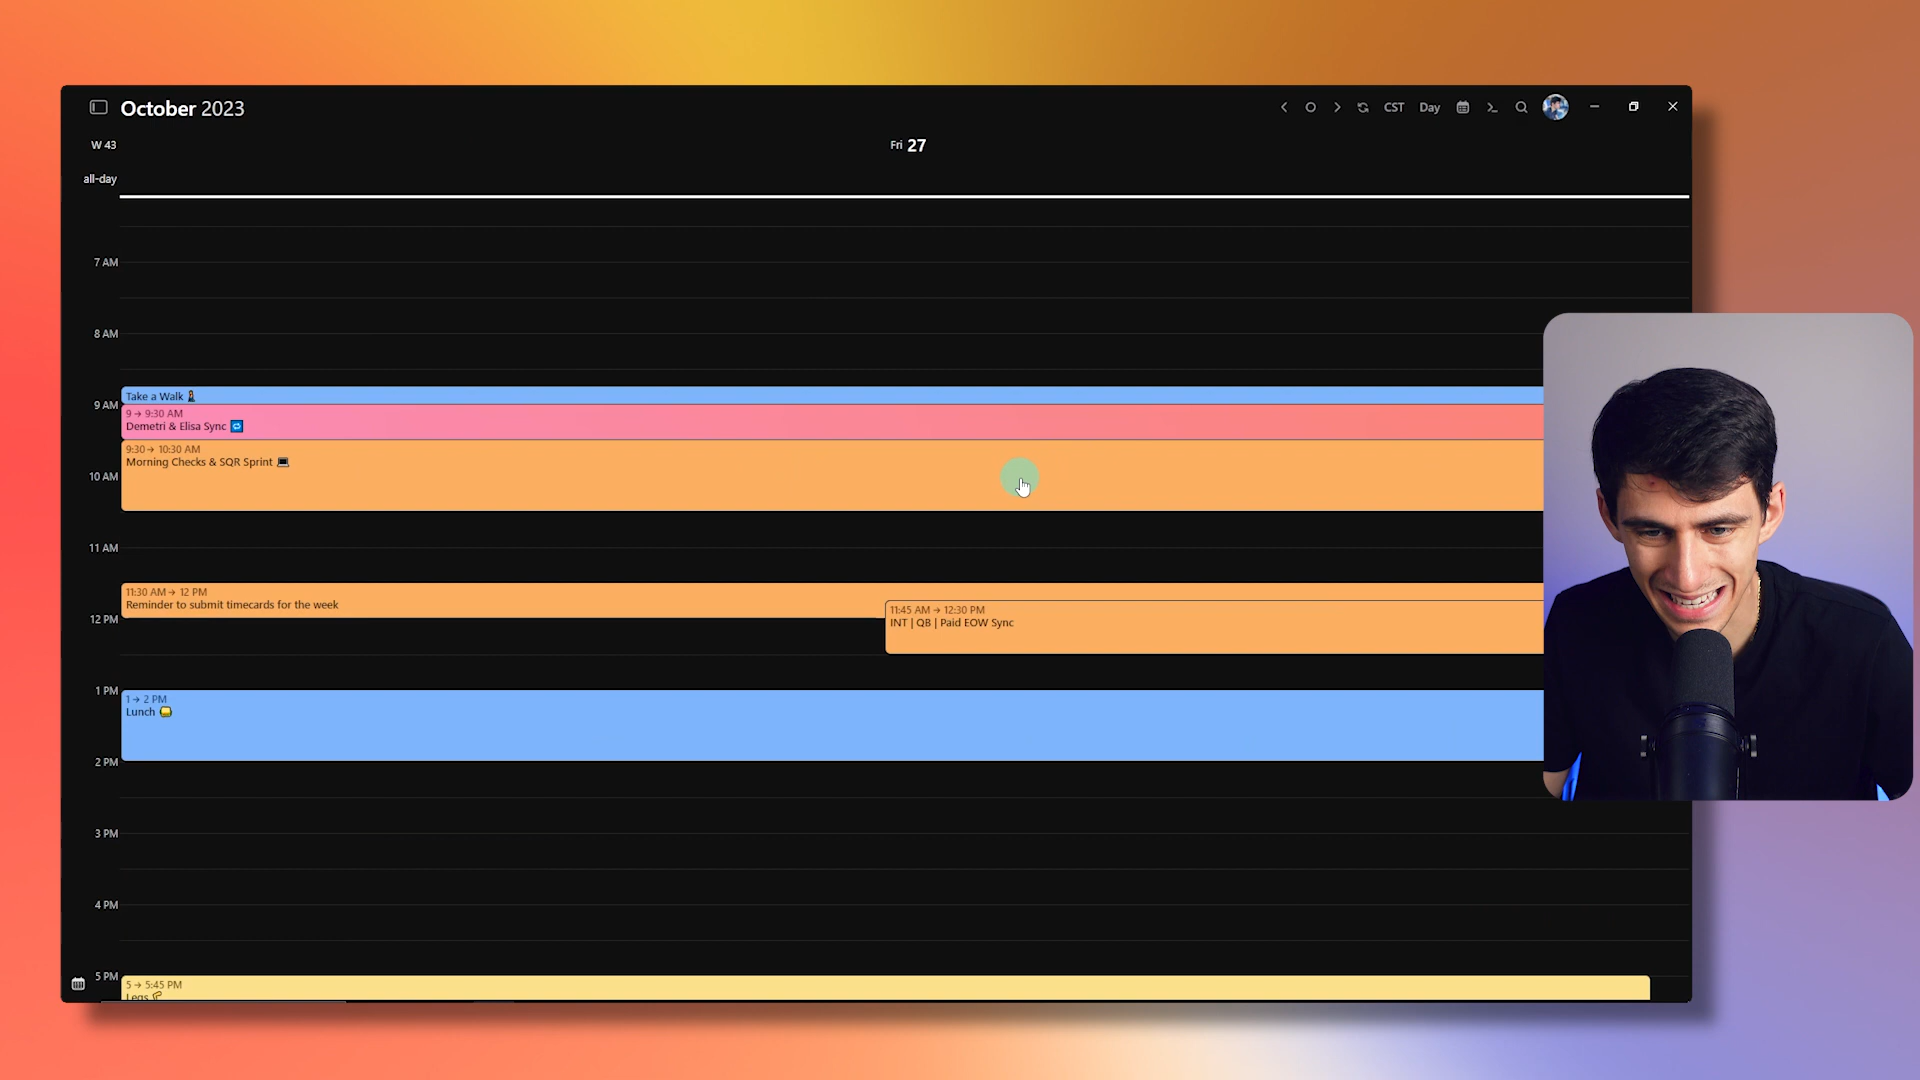 October 2023
CST Day
W 43
Fri 27
all-day
7 AM
8 AM
Take a Walk
9 AM
9 → 9:30 AM
Demetri & Elisa Sync
9:30 → 10:30 AM
Morning Checks & SQR Sprint
10 AM
11 AM
11:30 AM → 12 PM
Reminder to submit timecards for the week
11:45 AM → 12:30 PM
INT | QB | Paid EOW Sync
12 PM
1 PM
1 → 2 PM
Lunch
2 PM
3 PM
4 PM
5 PM
5 → 5:45 PM
Legs